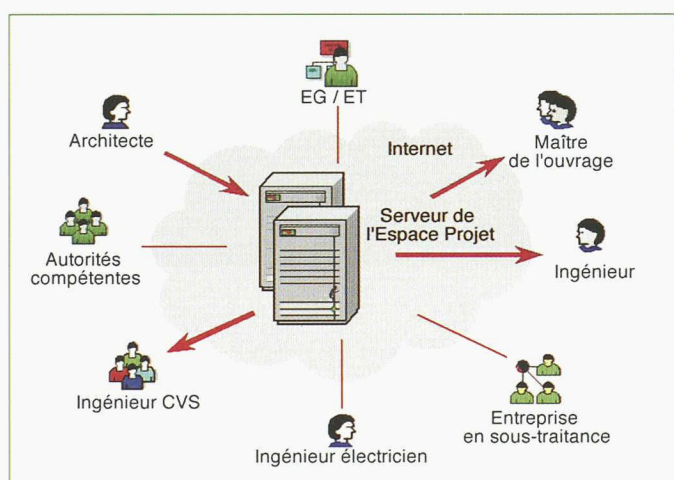 EG / ET
Architecte
Internet
Maître
de l'ouvrage
Serveur de
l'Espace Projet
Autorités
compétentes
Ingénieur
Ingénieur CVS
Entreprise
en sous-traitance
Ingénieur électricien